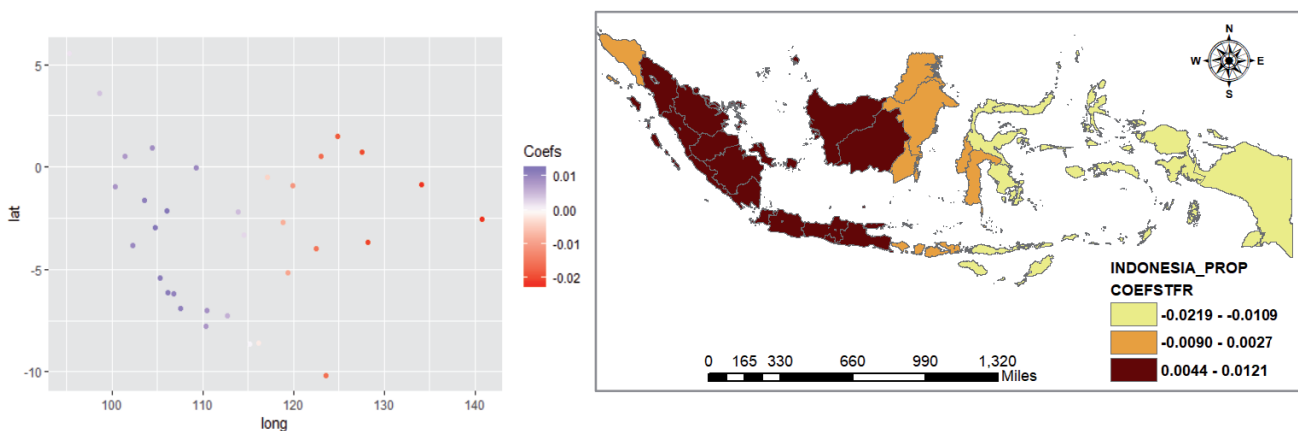 5
0
-5
-10
lat
100
110
120
130
140
long
Coefs
0.01
0.00
-0.01
-0.02
N
W
E
S
INDONESIA_PROP
COEFSTFR
-0.0219 - -0.0109
-0.0090 - 0.0027
0.0044 - 0.0121
0 165 330 660 990 1,320
Miles